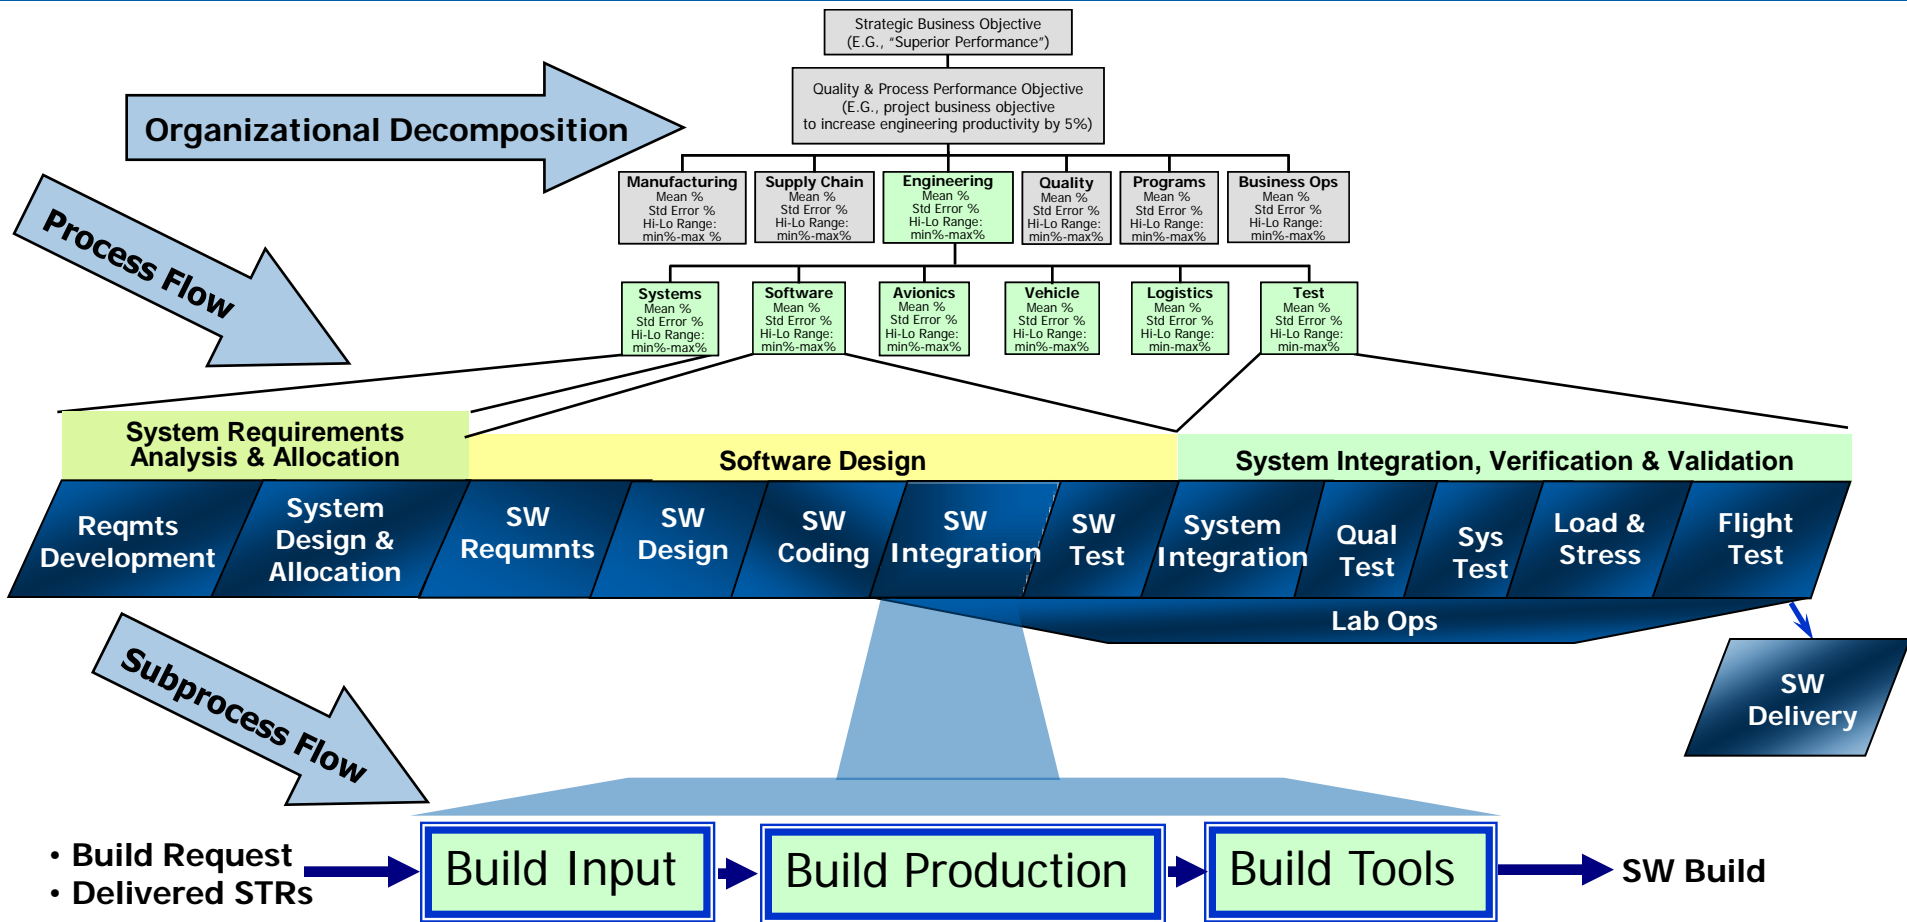 Strategic Business Objective
(E.G., “Superior Performance”)
Quality & Process Performance Objective
(E.G., project business objective
to increase engineering productivity by 5%)
Organizational Decomposition
Manufacturing
Mean %
Std Error %
Hi-Lo Range:
min%-max %
Supply Chain
Mean %
Std Error %
Hi-Lo Range:
min%-max%
Engineering
Mean %
Std Error %
Hi-Lo Range:
min%-max%
Quality
Mean %
Std Error %
Hi-Lo Range:
min%-max%
Programs
Mean %
Std Error %
Hi-Lo Range:
min%-max%
Business Ops
Mean %
Std Error %
Hi-Lo Range:
min%-max%
Process Flow
Systems
Mean %
Std Error %
Hi-Lo Range:
min%-max%
Software
Mean %
Std Error %
Hi-Lo Range:
min%-max%
Avionics
Mean %
Std Error %
Hi-Lo Range:
min%-max%
Vehicle
Mean %
Std Error %
Hi-Lo Range:
min%-max%
Logistics
Mean %
Std Error %
Hi-Lo Range:
min-max%
Test
Mean %
Std Error %
Hi-Lo Range:
min-max%
System Requirements
Analysis & Allocation
Software Design
System Integration, Verification & Validation
Reqmts
Development
System
Design &
Allocation
SW
Requmnts
SW
Design
SW
Coding
SW
Integration
SW
Test
System
Integration
Qual
Test
Sys
Test
Load &
Stress
Flight
Test
Lab Ops
SW
Delivery
Subprocess Flow
• Build Request
• Delivered STRs
Build Input
Build Production
Build Tools
SW Build